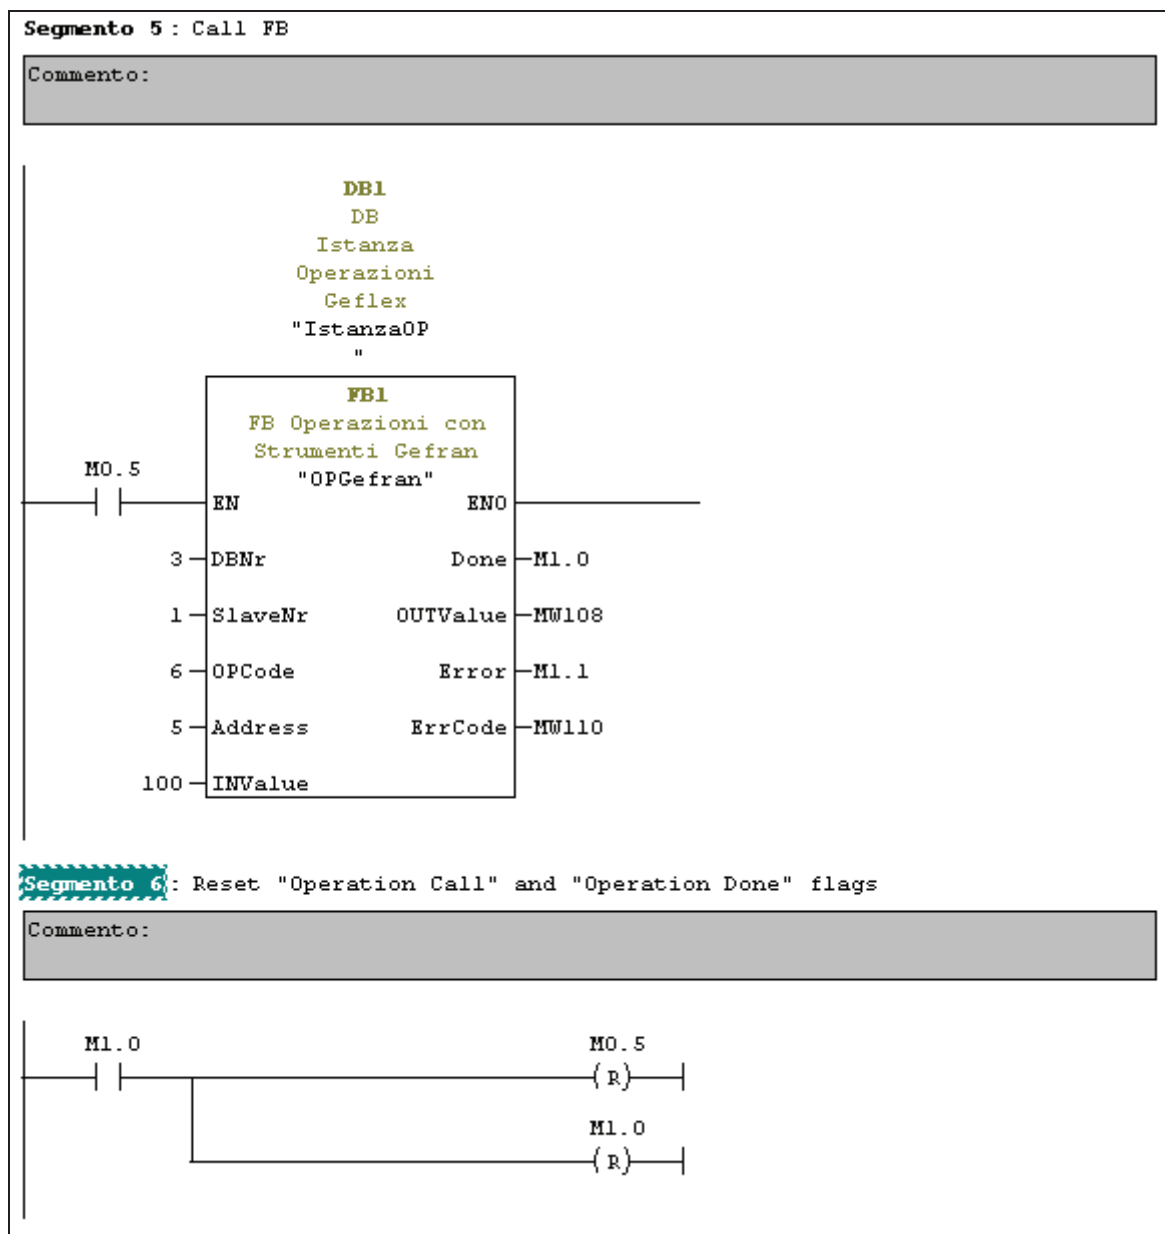 Segmento 5 : Call FB
Commento:
DB1
DB
Istanza
Operazioni
Geflex
"IstanzaOP
"
FB1
FB Operazioni con
Strumenti Gefran
"OPGefran"
M0.5
EN ENO
3 DBNr Done M1.0
1 SlaveNr OUTValue MW108
6 OPCode Error M1.1
5 Address ErrCode MW110
100 INValue
Segmento 6 : Reset "Operation Call" and "Operation Done" flags
Commento:
M1.0 M0.5
( R )
M1.0
( R )